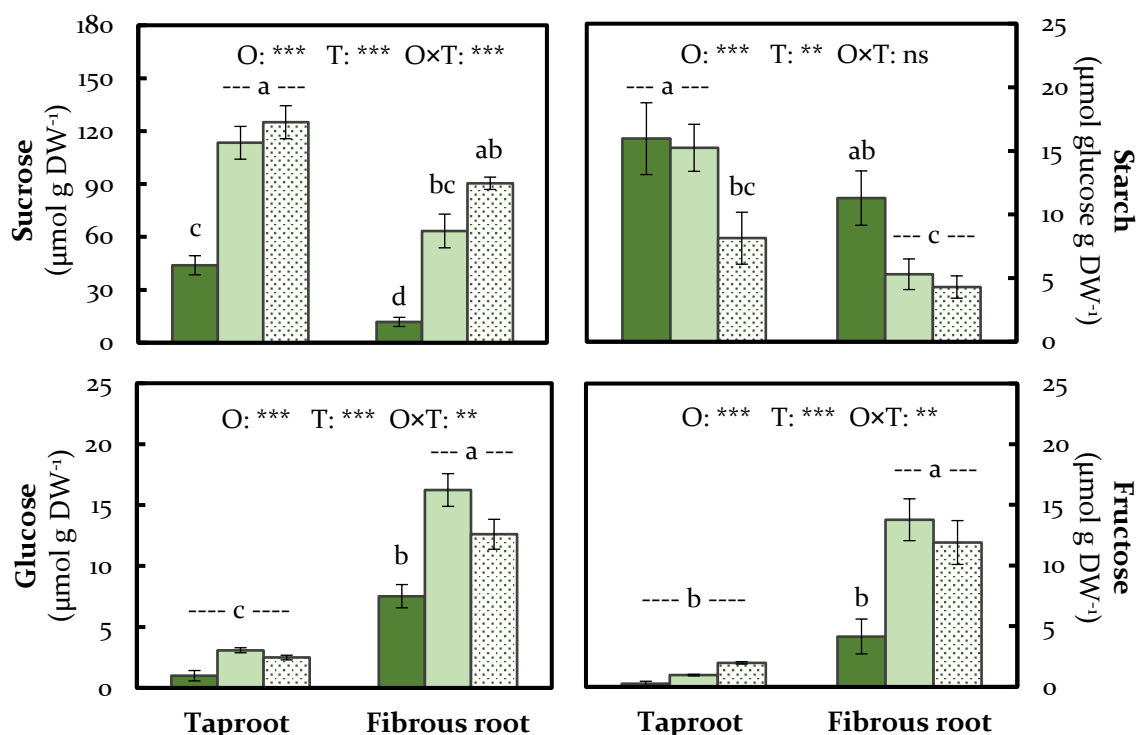 Sucrose
(µmol g DW⁻¹)
180
150
120
90
60
30
0
O: *** T: *** O×T: ***
--- a ---
c
ab
bc
d
O: *** T: ** O×T: ns
--- a ---
ab
bc
--- c ---
25
20
15
10
5
0
Starch
(µmol glucose g DW⁻¹)
Glucose
(µmol g DW⁻¹)
25
20
15
10
5
0
O: *** T: *** O×T: **
--- a ---
b
---- c ----
Taproot Fibrous root
O: *** T: *** O×T: **
--- a ---
---- b ----
b
Taproot Fibrous root
25
20
15
10
5
0
Fructose
(µmol g DW⁻¹)